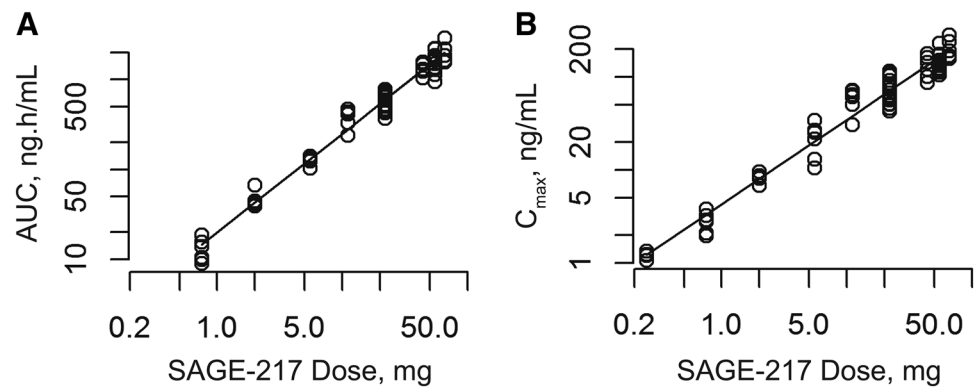 A
AUC, ng.h/mL
500
50
10
0.2 1.0 5.0 50.0
SAGE-217 Dose, mg
B
Cmax, ng/mL
200
20
5
1
0.2 1.0 5.0 50.0
SAGE-217 Dose, mg